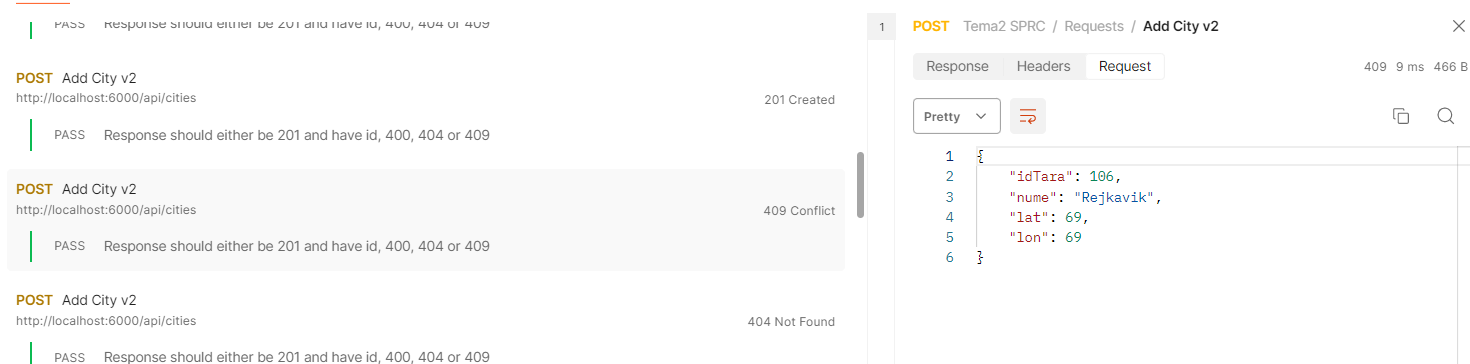 PASS Response should either be 201 and have id, 400, 404 or 409
POST Add City v2
http://localhost:6000/api/cities
201 Created
PASS Response should either be 201 and have id, 400, 404 or 409
POST Add City v2
http://localhost:6000/api/cities
409 Conflict
PASS Response should either be 201 and have id, 400, 404 or 409
POST Add City v2
http://localhost:6000/api/cities
404 Not Found
PASS Response should either be 201 and have id, 400, 404 or 409
1
POST Tema2 SPRC / Requests / Add City v2
Response Headers Request
409 9 ms 466 B
Pretty
1 {
2 "idTara": 106,
3 "nume": "Rejkavik",
4 "lat": 69,
5 "lon": 69
6 }